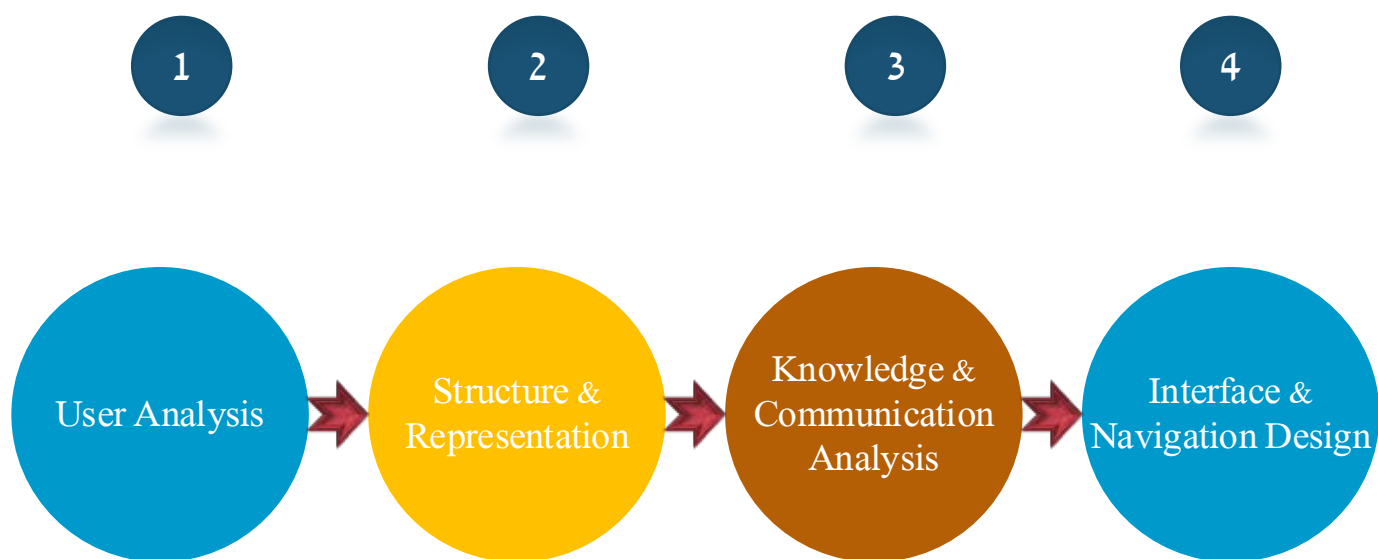 1
2
3
4
User Analysis
Structure &
Representation
Knowledge &
Communication
Analysis
Interface &
Navigation Design